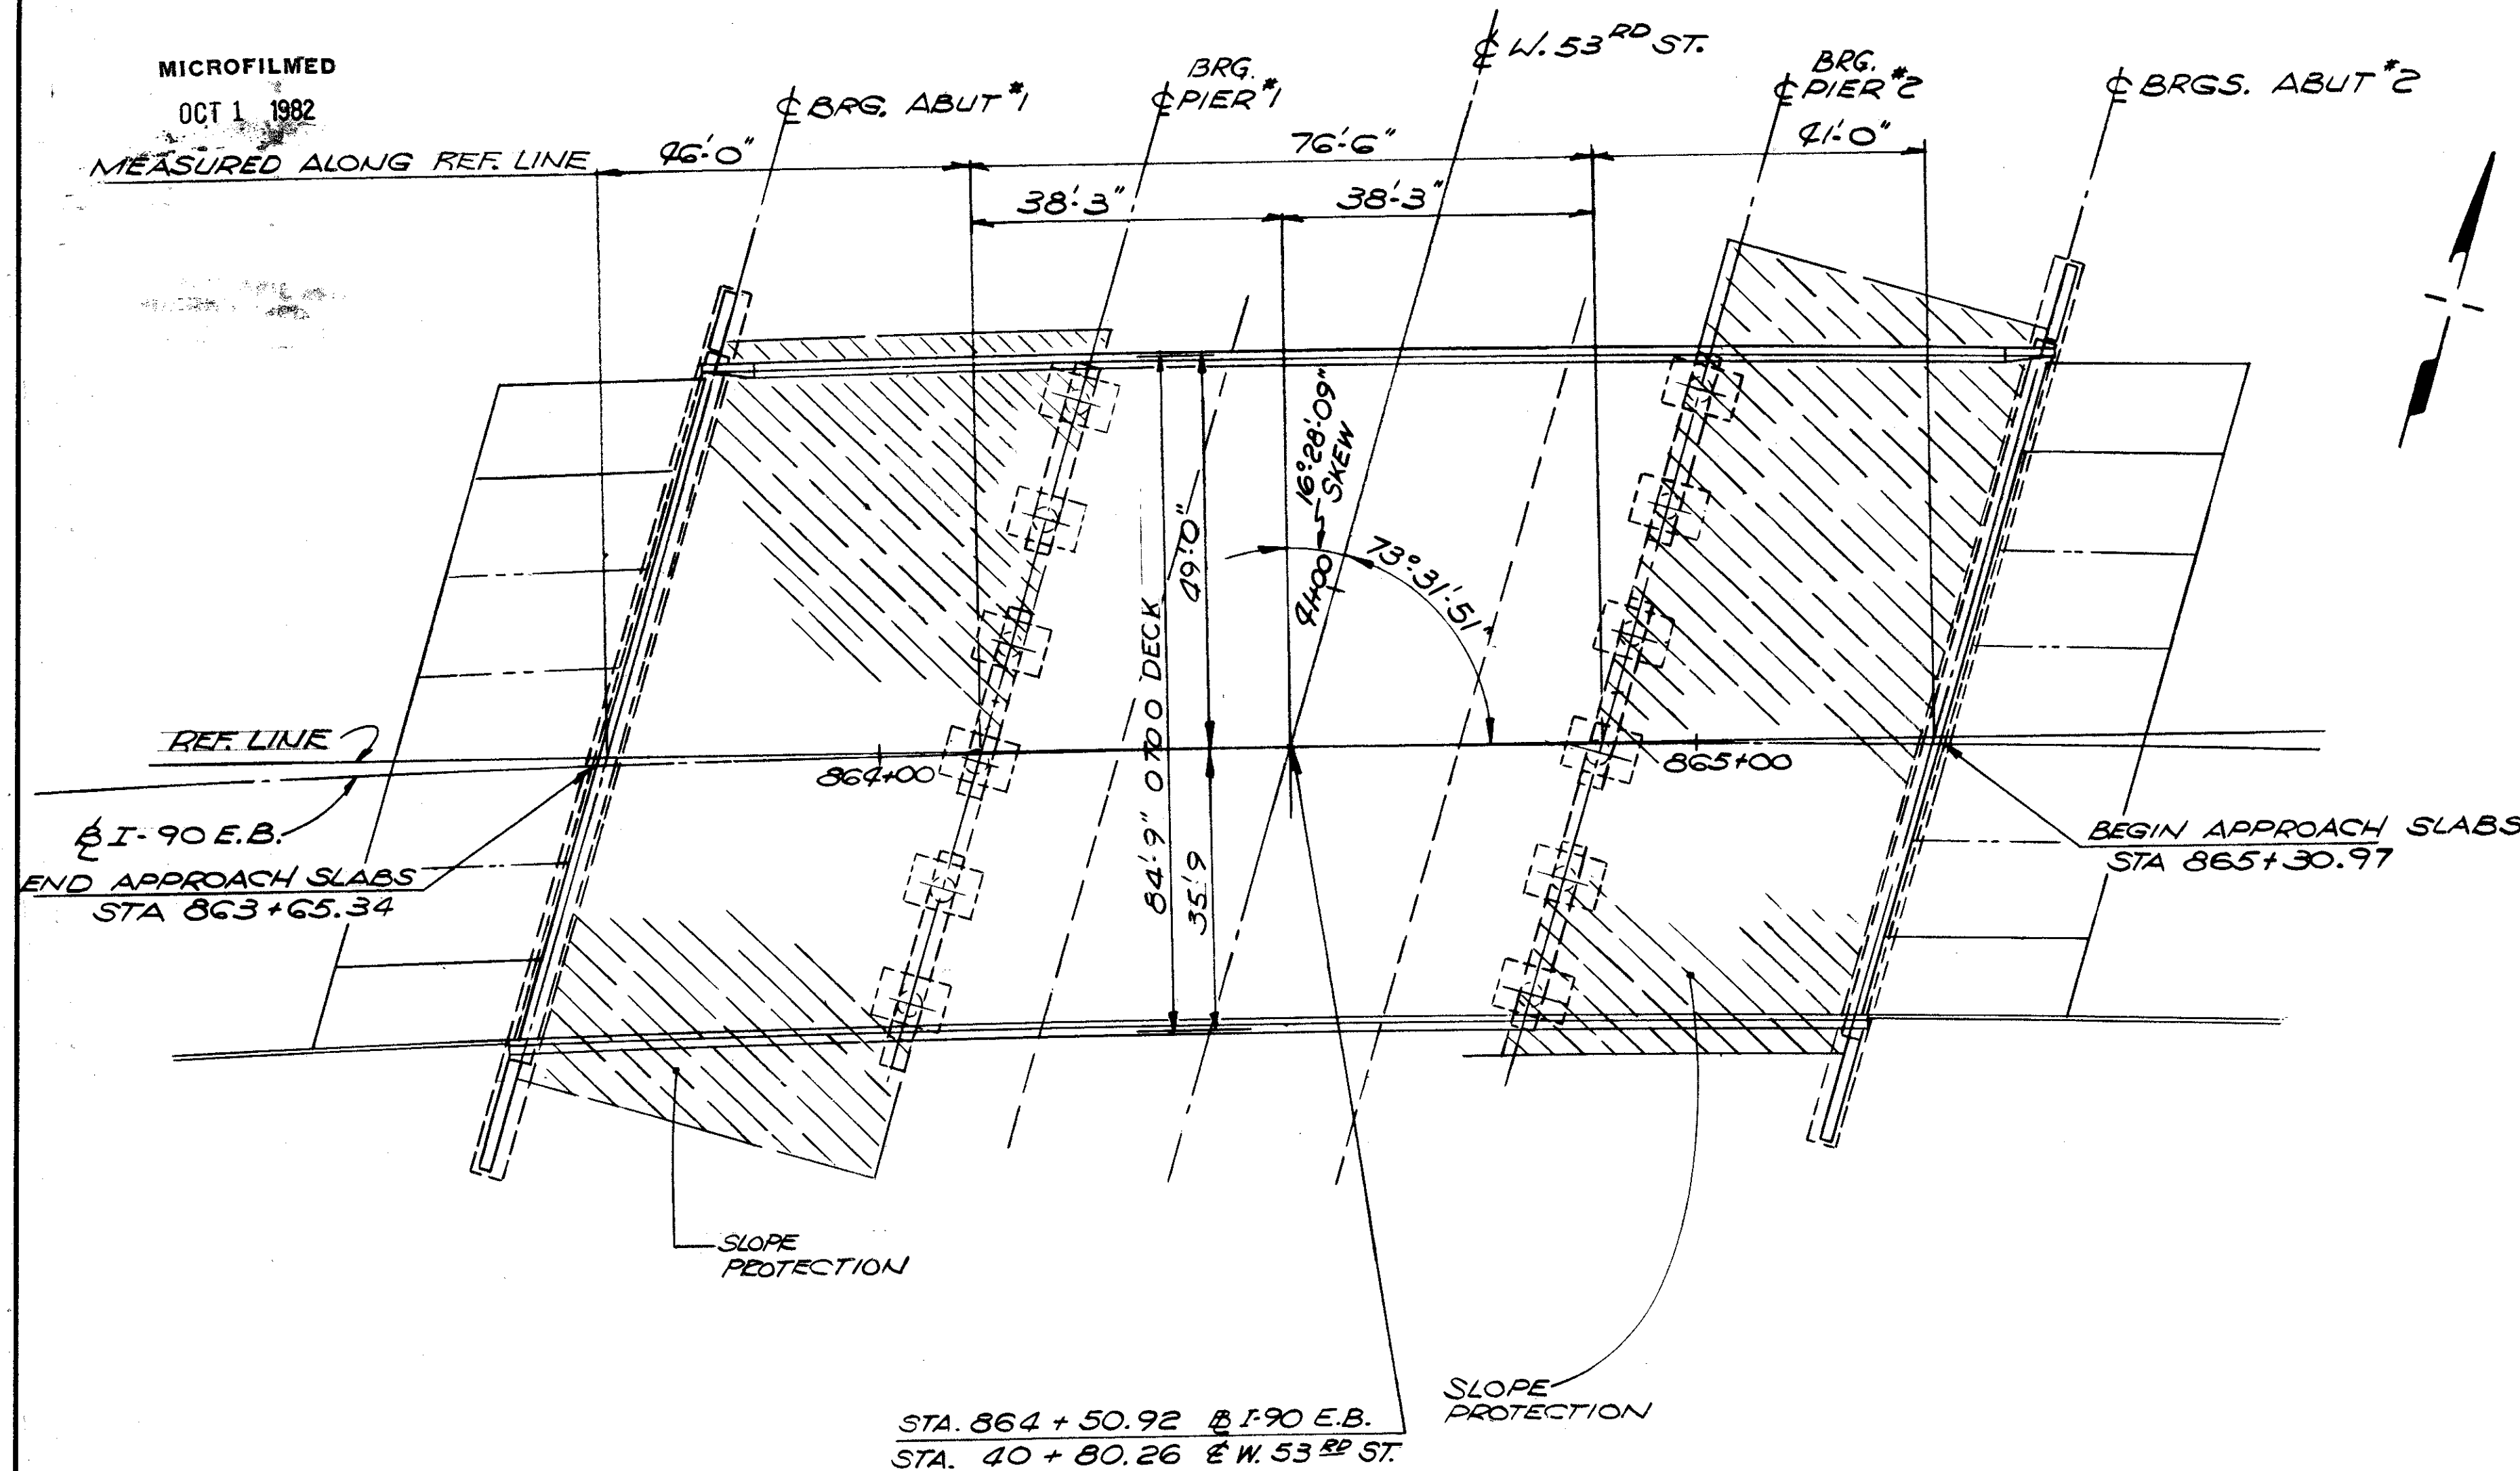 MICROFILMED
OCT 1 1982
MEASURED ALONG REF. LINE
46'-0"
76'-6"
41'-0"
38'-3"
38'-3"
℄ BRG. ABUT #1
BRG.
℄ PIER #1
℄ W. 53RD ST.
BRG.
℄ PIER #2
℄ BRGS. ABUT #2
16°28'-09"
SKEW
41+00
73°31'-51"
49'-0"
84'-9" O TO O DECK
35'-9
REF. LINE
864+00
865+00
I-90 E.B.
END APPROACH SLABS
STA 863+65.34
BEGIN APPROACH SLABS
STA 865+30.97
SLOPE
PROTECTION
SLOPE
PROTECTION
STA. 864 + 50.92 I-90 E.B.
STA. 40 + 80.26 ℄ W. 53RD ST.